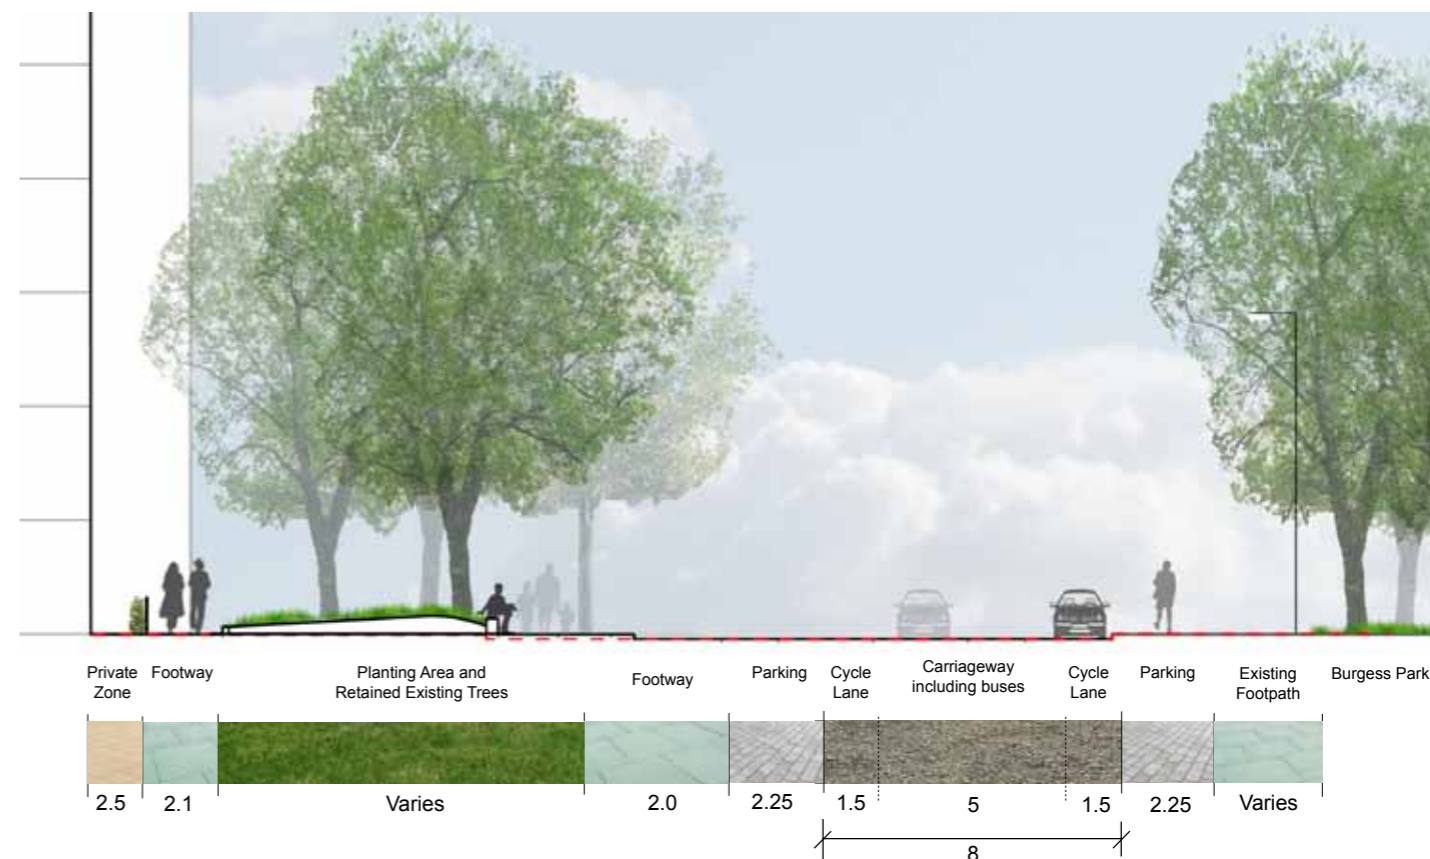 Private
Zone
Footway
Planting Area and
Retained Existing Trees
Footway
Parking
Cycle
Lane
Carriageway
including buses
Cycle
Lane
Parking
Existing
Footpath
Burgess Park
2.5
2.1
Varies
2.0
2.25
1.5
5
1.5
2.25
Varies
8